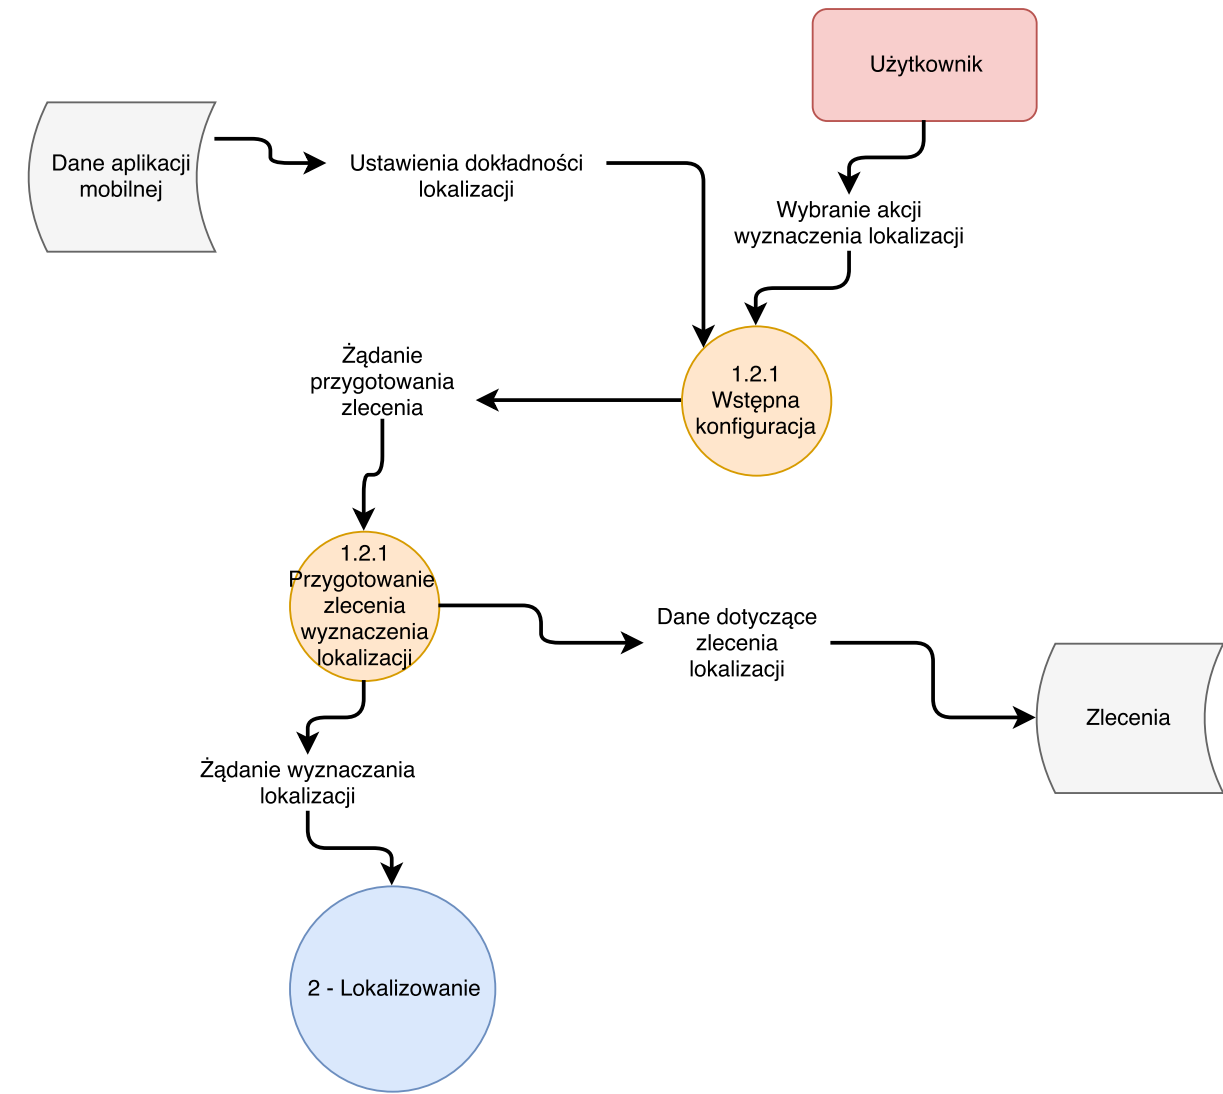 Użytkownik
Dane aplikacji
mobilnej
Ustawienia dokładności
lokalizacji
Wybranie akcji
wyznaczenia lokalizacji
Żądanie
przygotowania
zlecenia
1.2.1
Wstępna
konfiguracja
1.2.1
Przygotowanie
zlecenia
wyznaczenia
lokalizacji
Dane dotyczące
zlecenia
lokalizacji
Zlecenia
Żądanie wyznaczania
lokalizacji
2 - Lokalizowanie